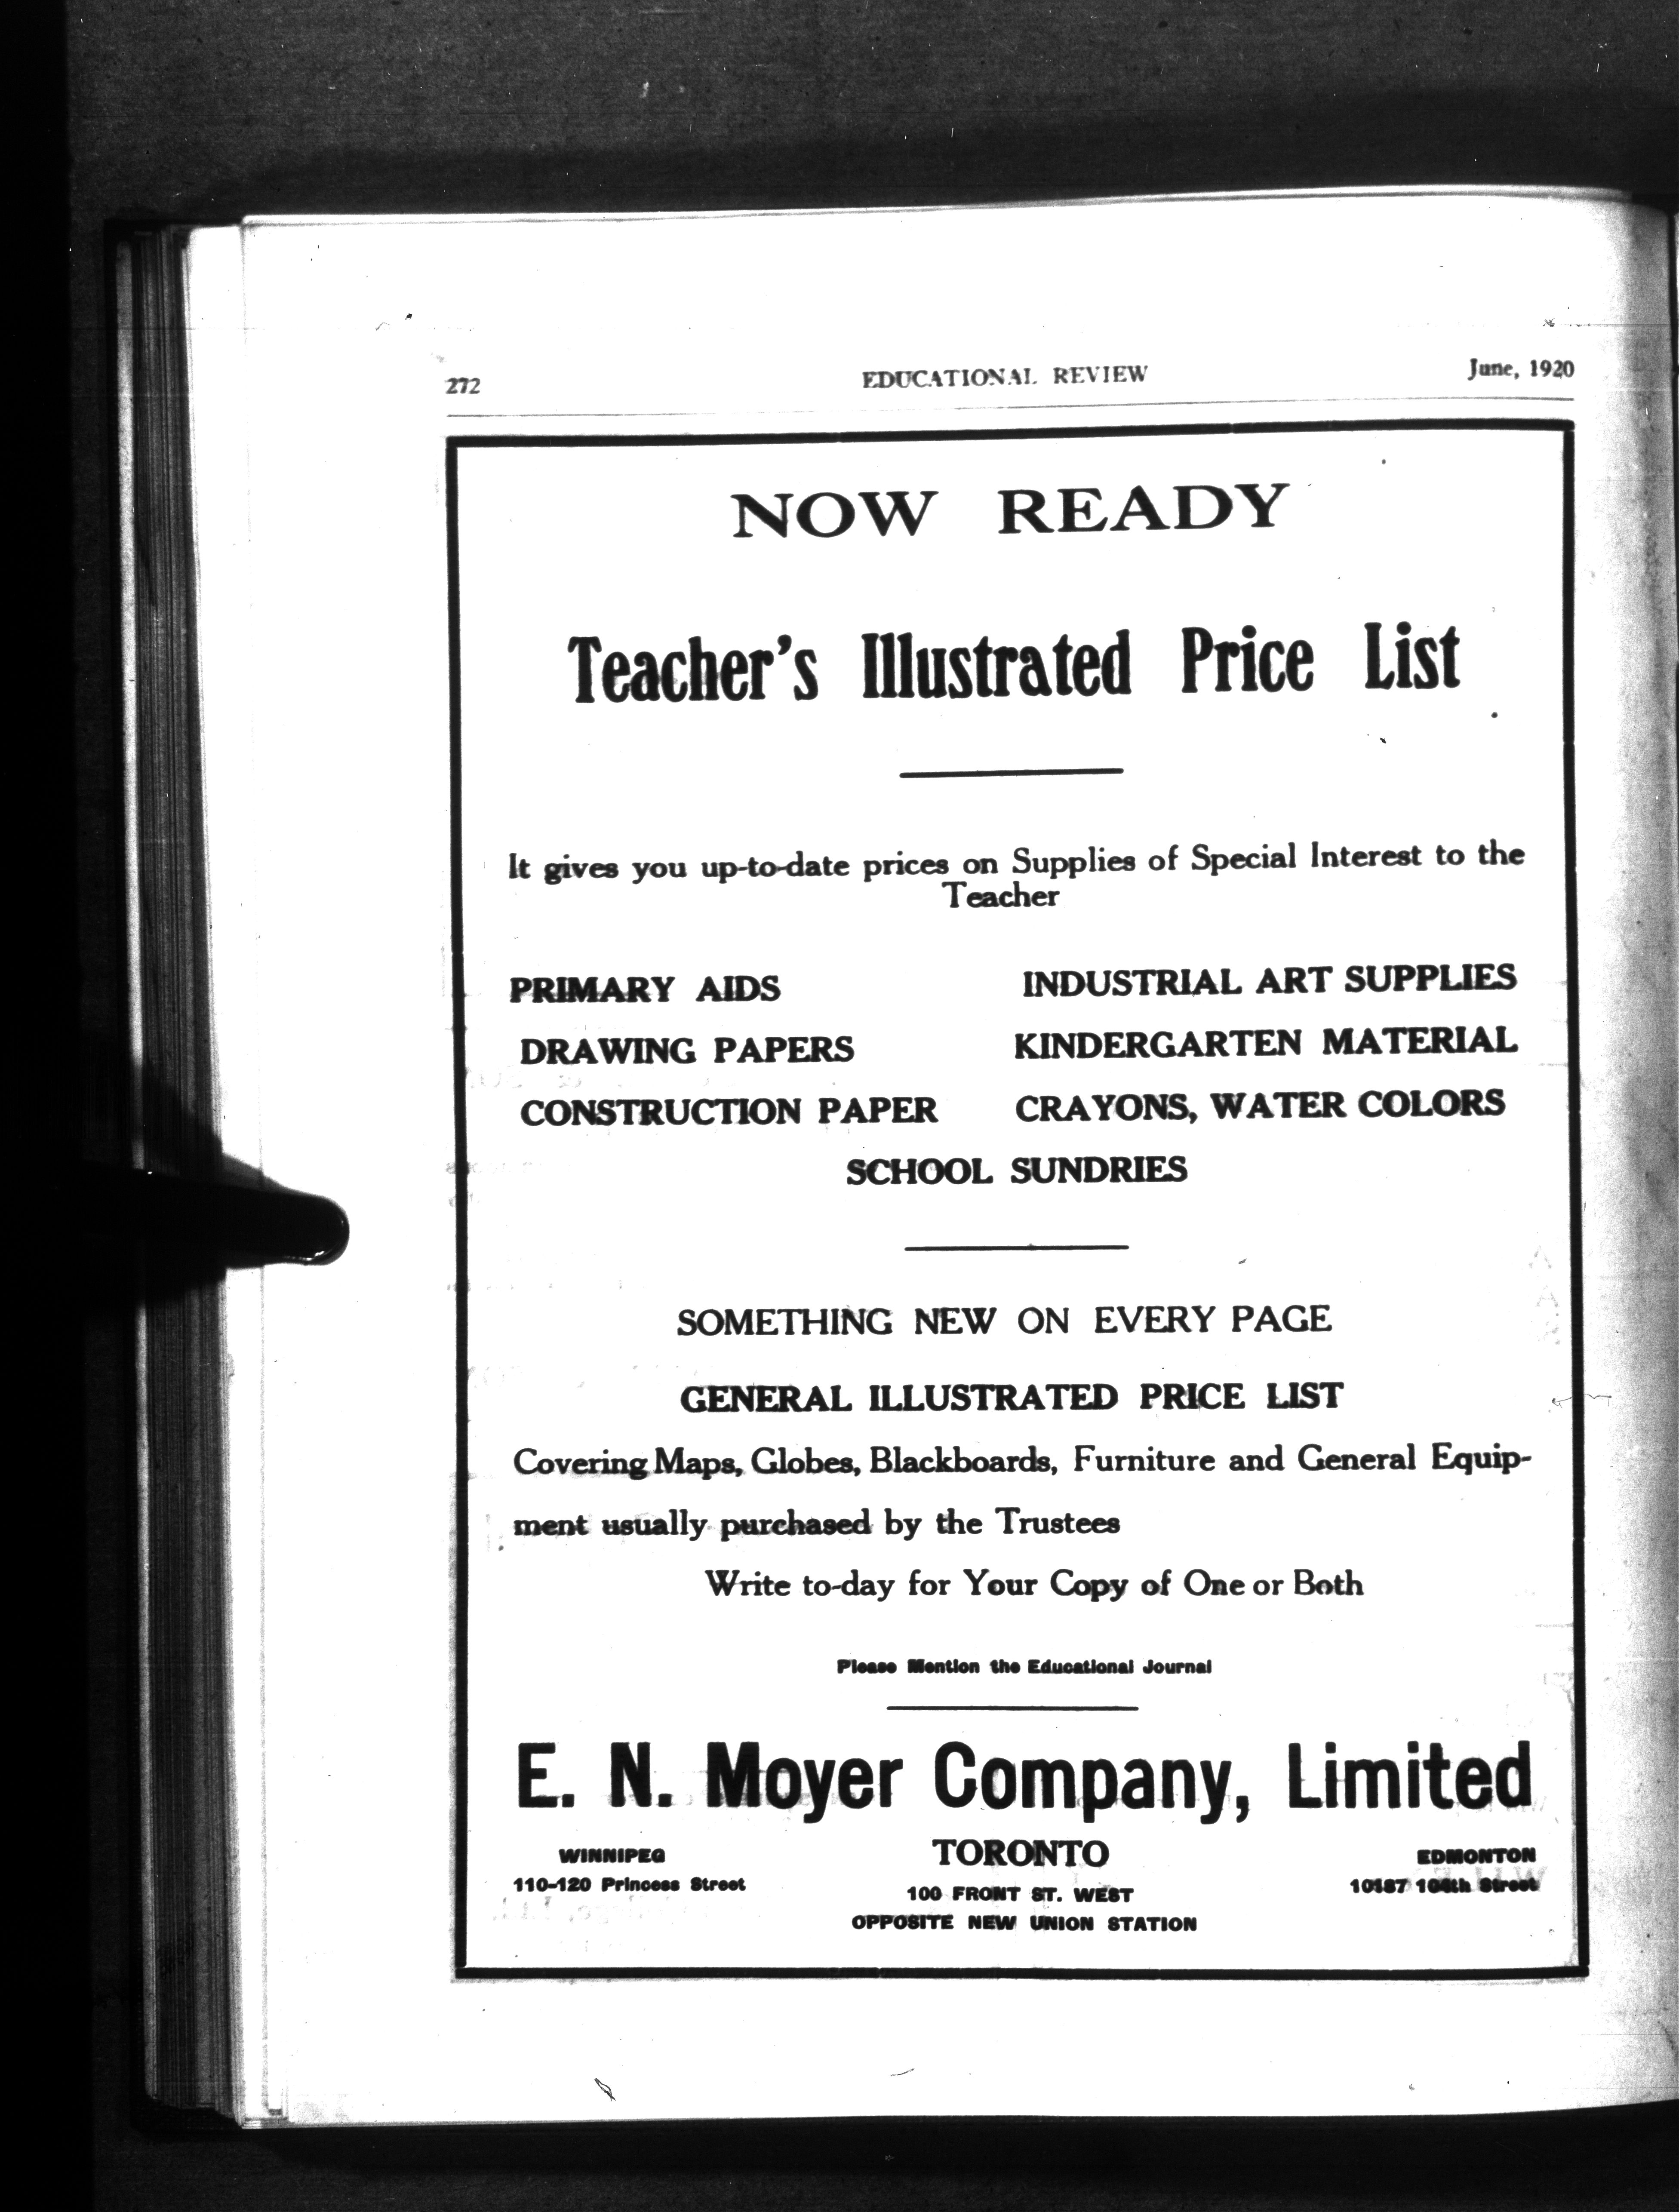 272 EDUCATIONAL REVIEW June, 1920
NOW READY
Teacher's Illustrated Price List
It gives you up-to-date prices on Supplies of Special Interest to the
Teacher
PRIMARY AIDS INDUSTRIAL ART SUPPLIES
DRAWING PAPERS KINDERGARTEN MATERIAL
CONSTRUCTION PAPER CRAYONS, WATER COLORS
SCHOOL SUNDRIES
SOMETHING NEW ON EVERY PAGE
GENERAL ILLUSTRATED PRICE LIST
Covering Maps, Globes, Blackboards, Furniture and General Equip-
ment usually purchased by the Trustees
Write to-day for Your Copy of One or Both
Please Mention the Educational Journal
E. N. Moyer Company, Limited
WINNIPEG TORONTO EDMONTON
110-120 Princess Street 100 FRONT ST. WEST Street
OPPOSITE NEW UNION STATION